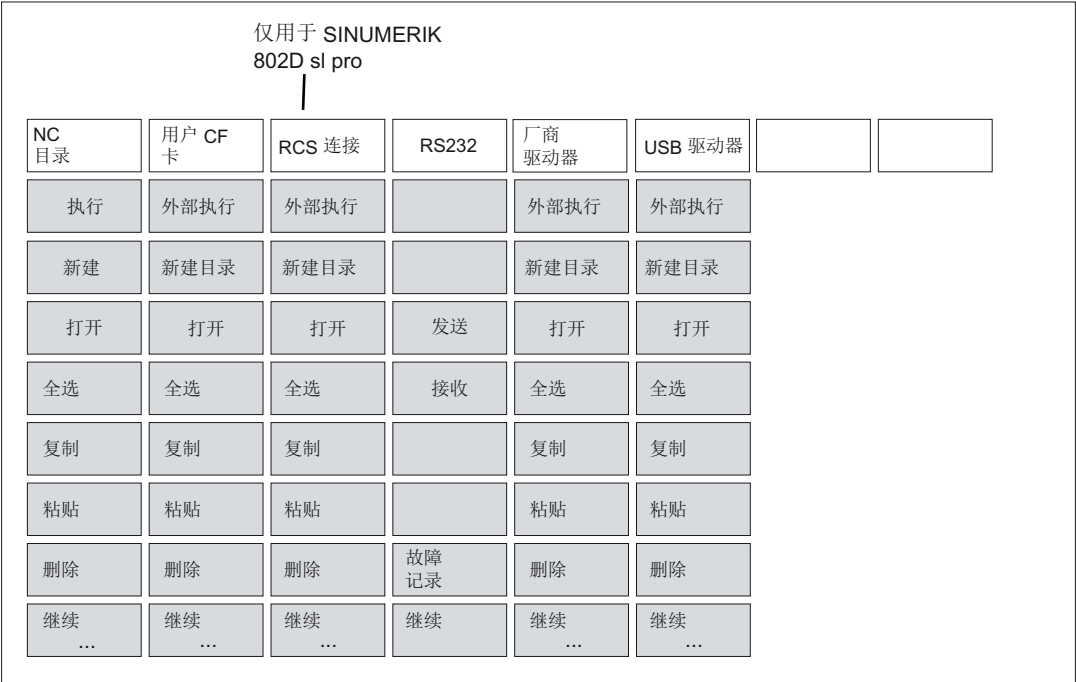 仅用于 SINUMERIK
802D sl pro
NC
目录
用户 CF
卡
RCS 连接
RS232
厂商
驱动器
USB 驱动器
执行
外部执行
外部执行
外部执行
外部执行
新建
新建目录
新建目录
新建目录
新建目录
打开
打开
打开
发送
打开
打开
全选
全选
全选
接收
全选
全选
复制
复制
复制
复制
复制
粘贴
粘贴
粘贴
粘贴
粘贴
删除
删除
删除
故障
记录
删除
删除
继续
...
继续
...
继续
...
继续
继续
...
继续
...